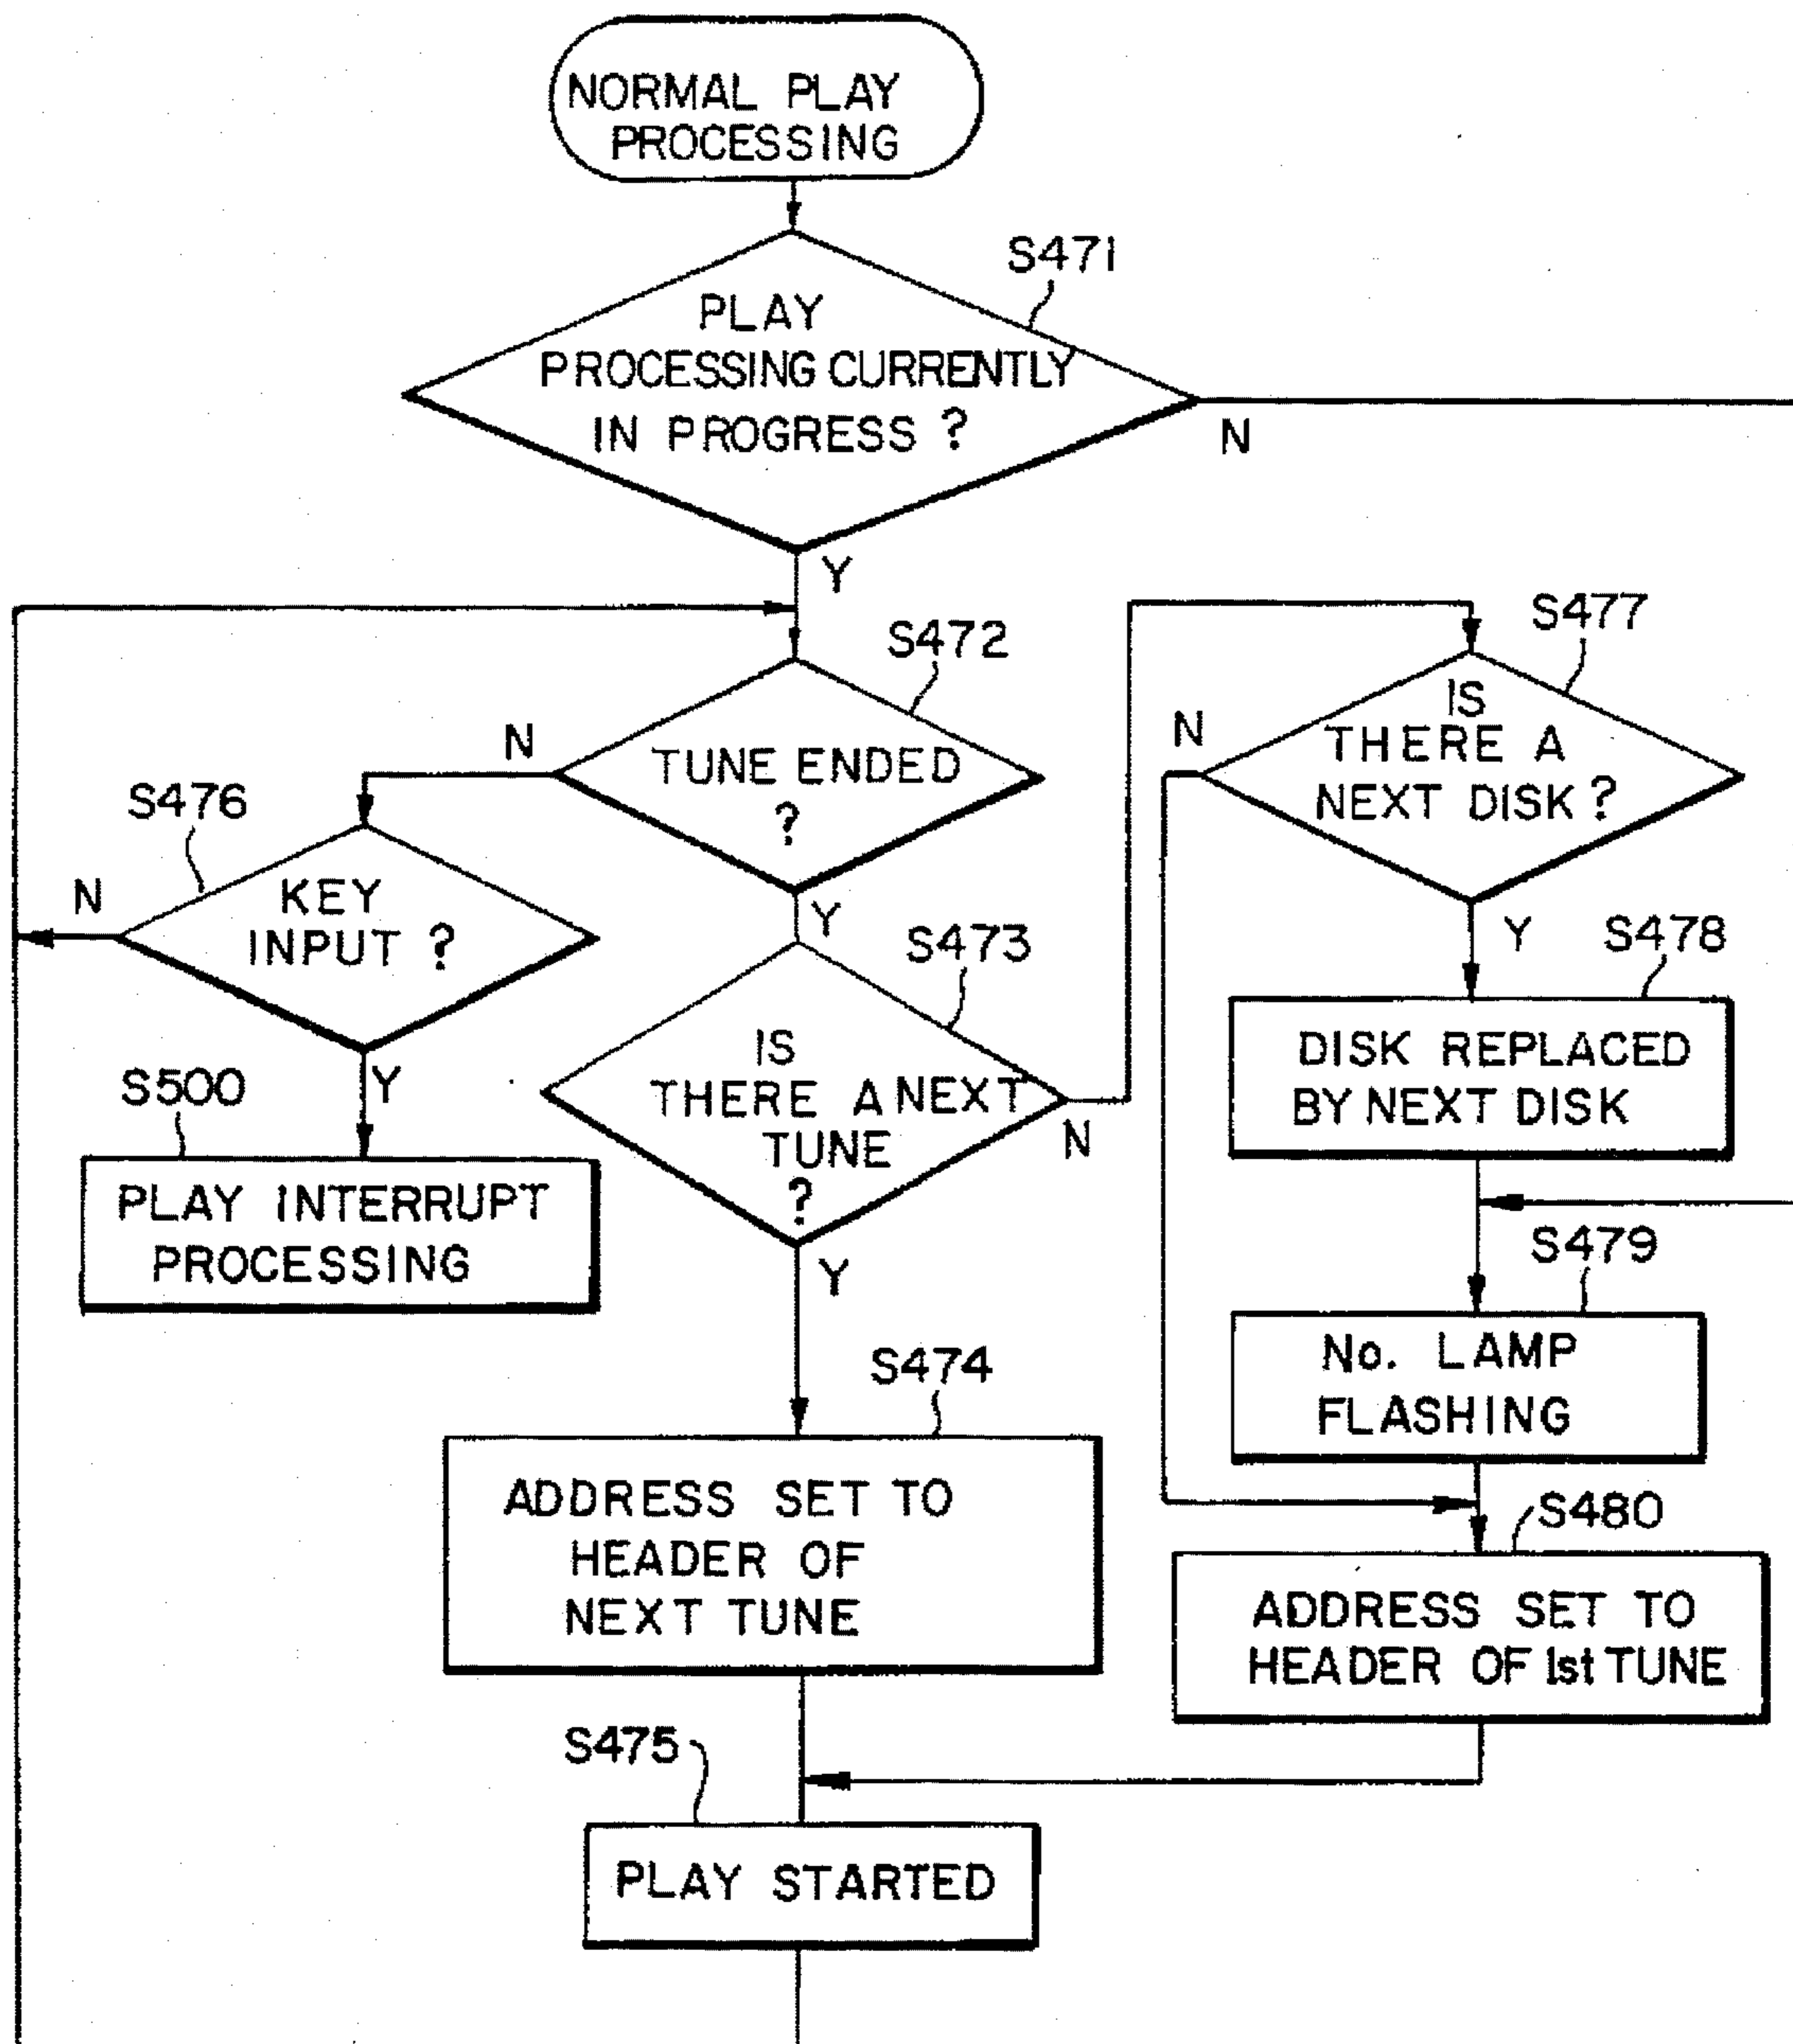 NORMAL PLAY
PROCESSING
S471
PLAY
PROCESSING CURRENTLY
IN PROGRESS ?
N
Y
S472
N
TUNE ENDED
?
Y
S476
N
KEY
INPUT ?
Y
S500
PLAY INTERRUPT
PROCESSING
S473
IS
THERE A NEXT
TUNE
?
N
Y
S474
ADDRESS SET TO
HEADER OF
NEXT TUNE
S475
PLAY STARTED
S477
IS
N
THERE A
NEXT DISK ?
Y
S478
DISK REPLACED
BY NEXT DISK
S479
No. LAMP
FLASHING
S480
ADDRESS SET TO
HEADER OF 1st TUNE